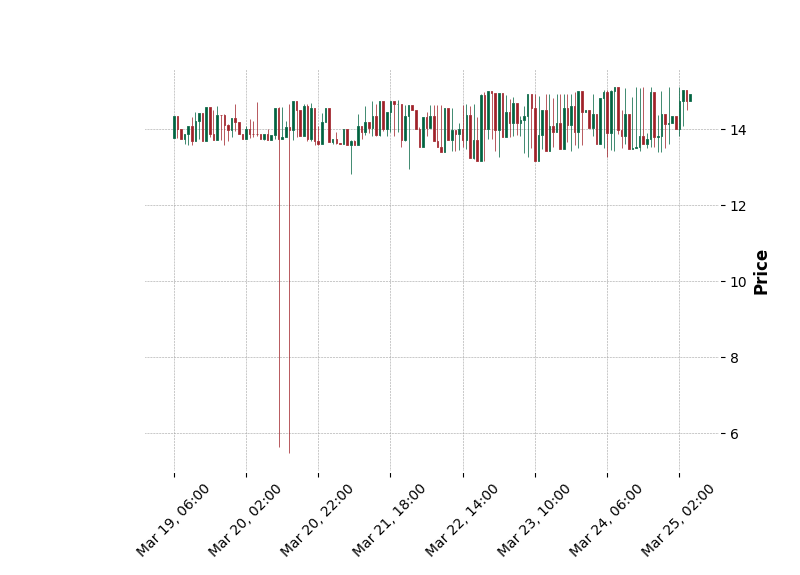 14
12
10
8
6
Price
Mar 19, 06:00
Mar 20, 02:00
Mar 20, 22:00
Mar 21, 18:00
Mar 22, 14:00
Mar 23, 10:00
Mar 24, 06:00
Mar 25, 02:00